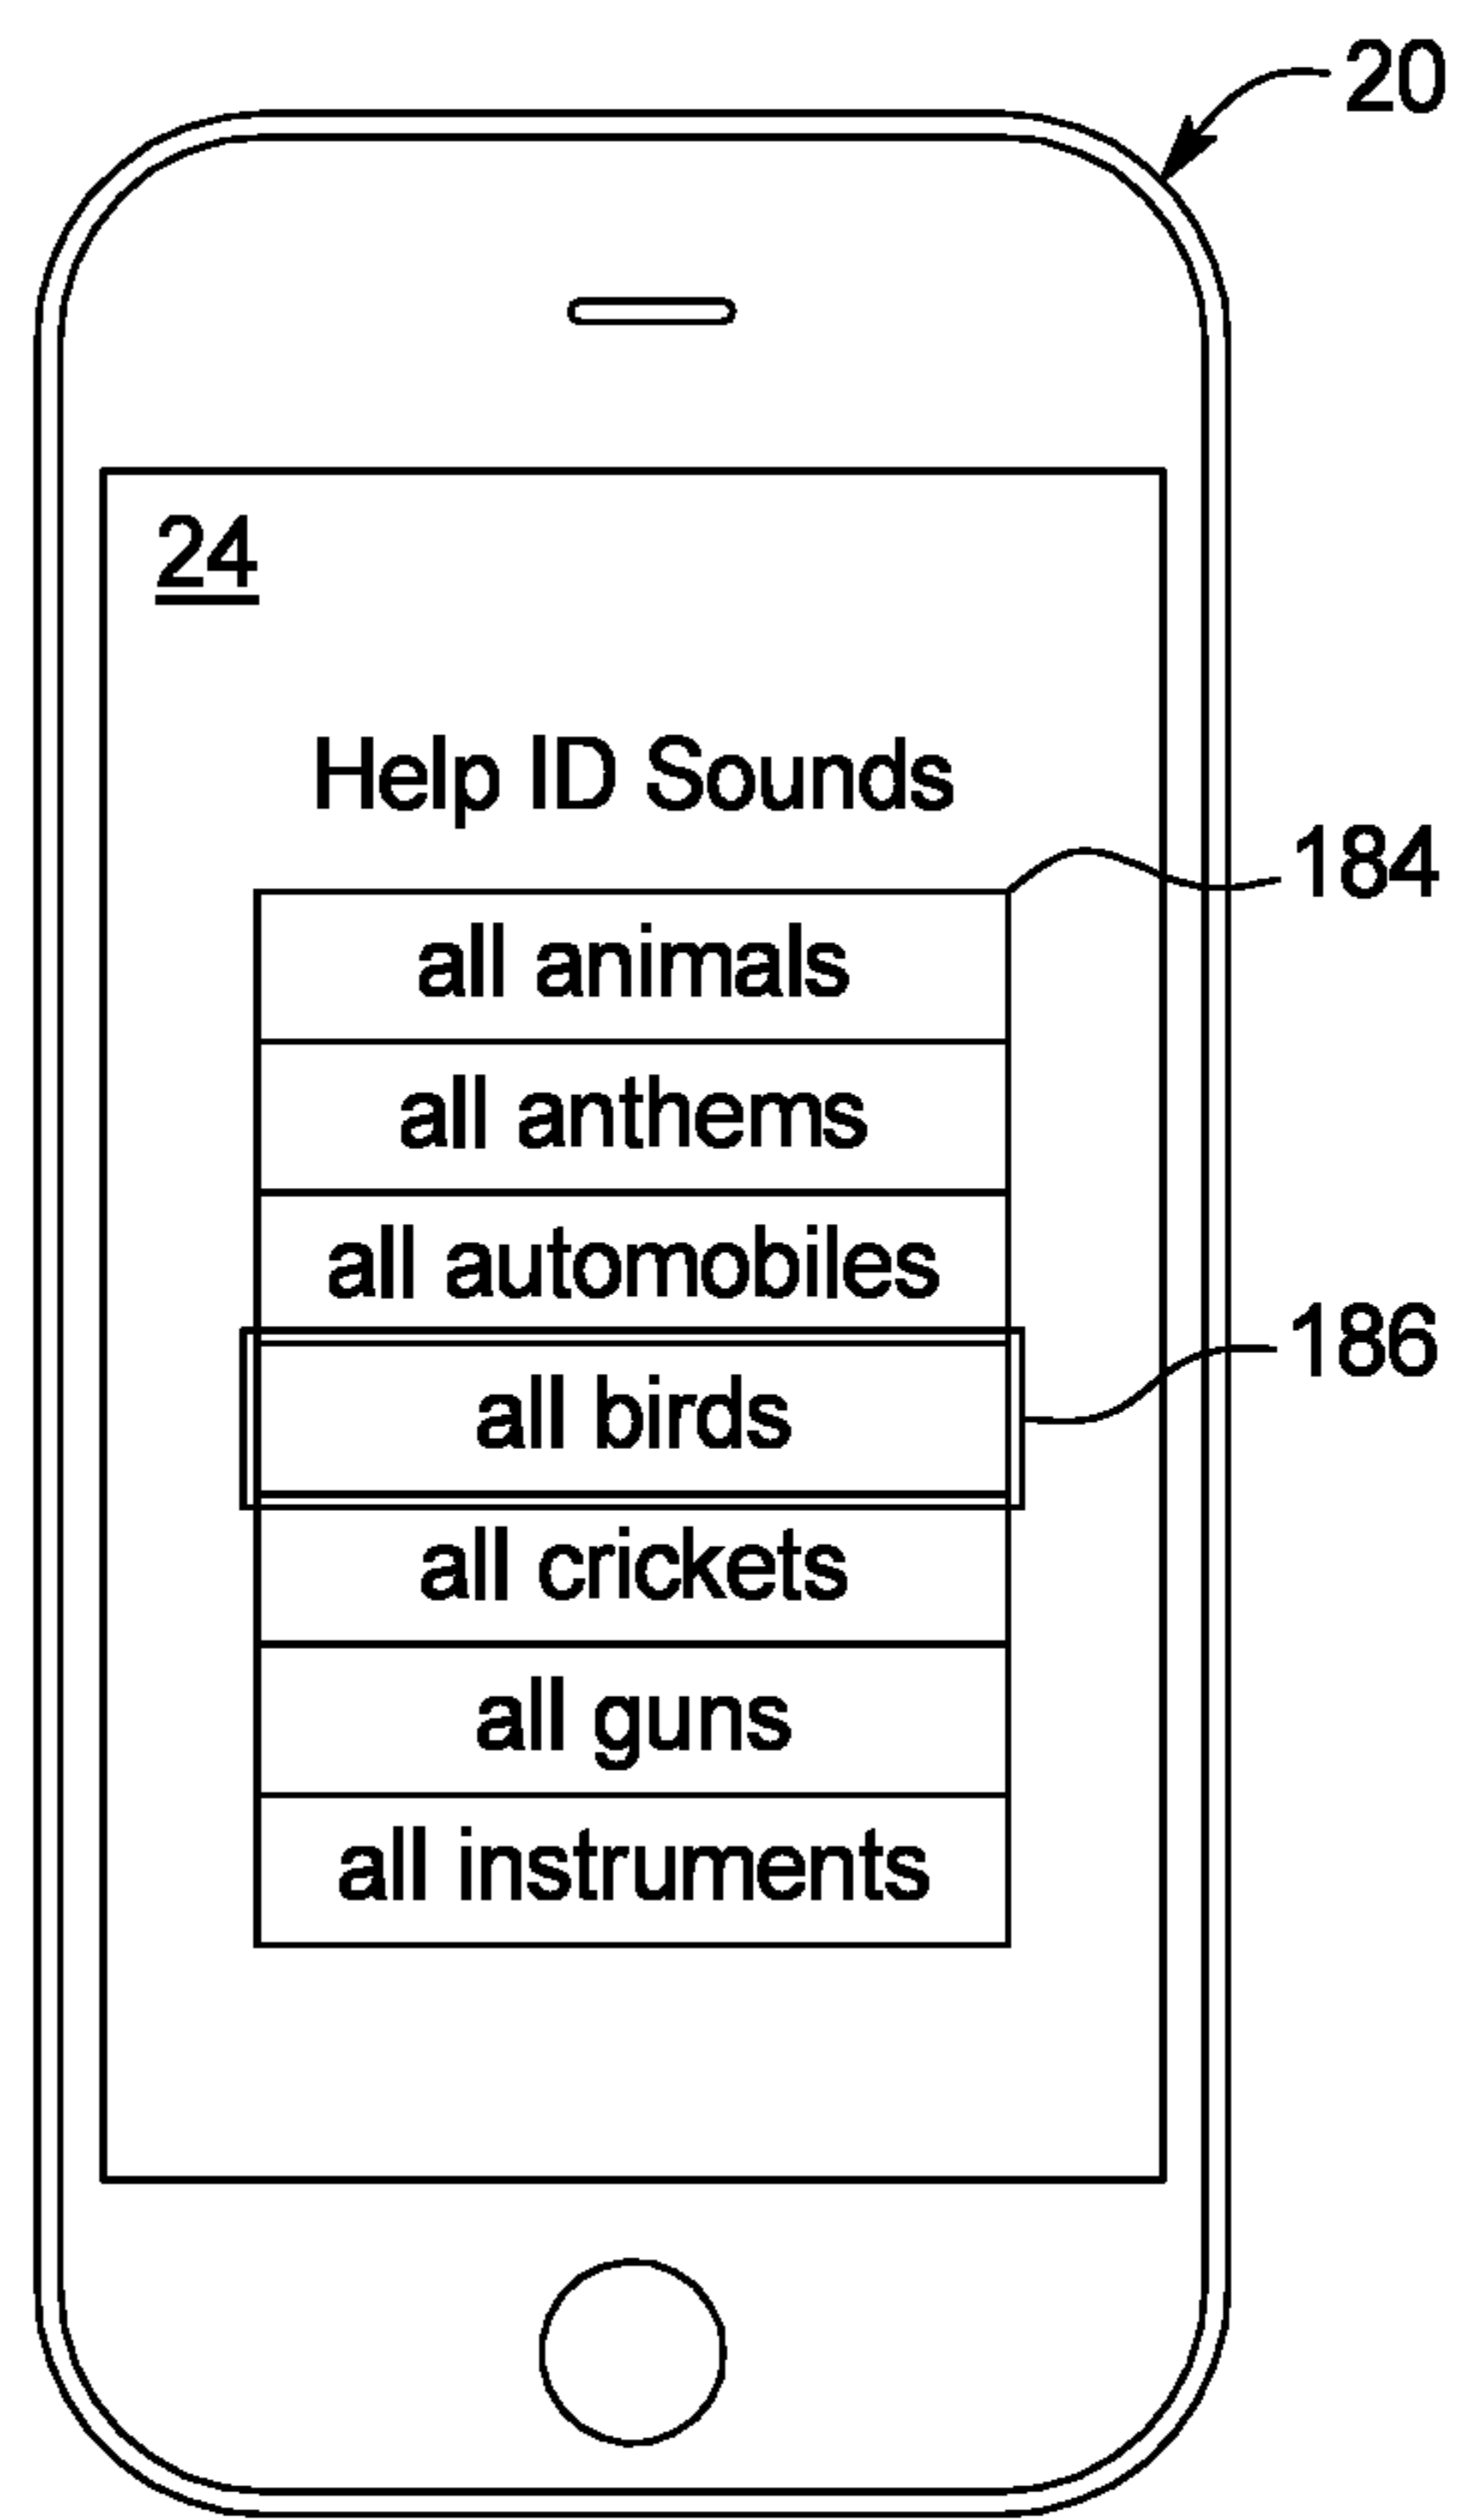 20
24
Help ID Sounds
184
all animals
all anthems
all automobiles
186
all birds
all crickets
all guns
all instruments